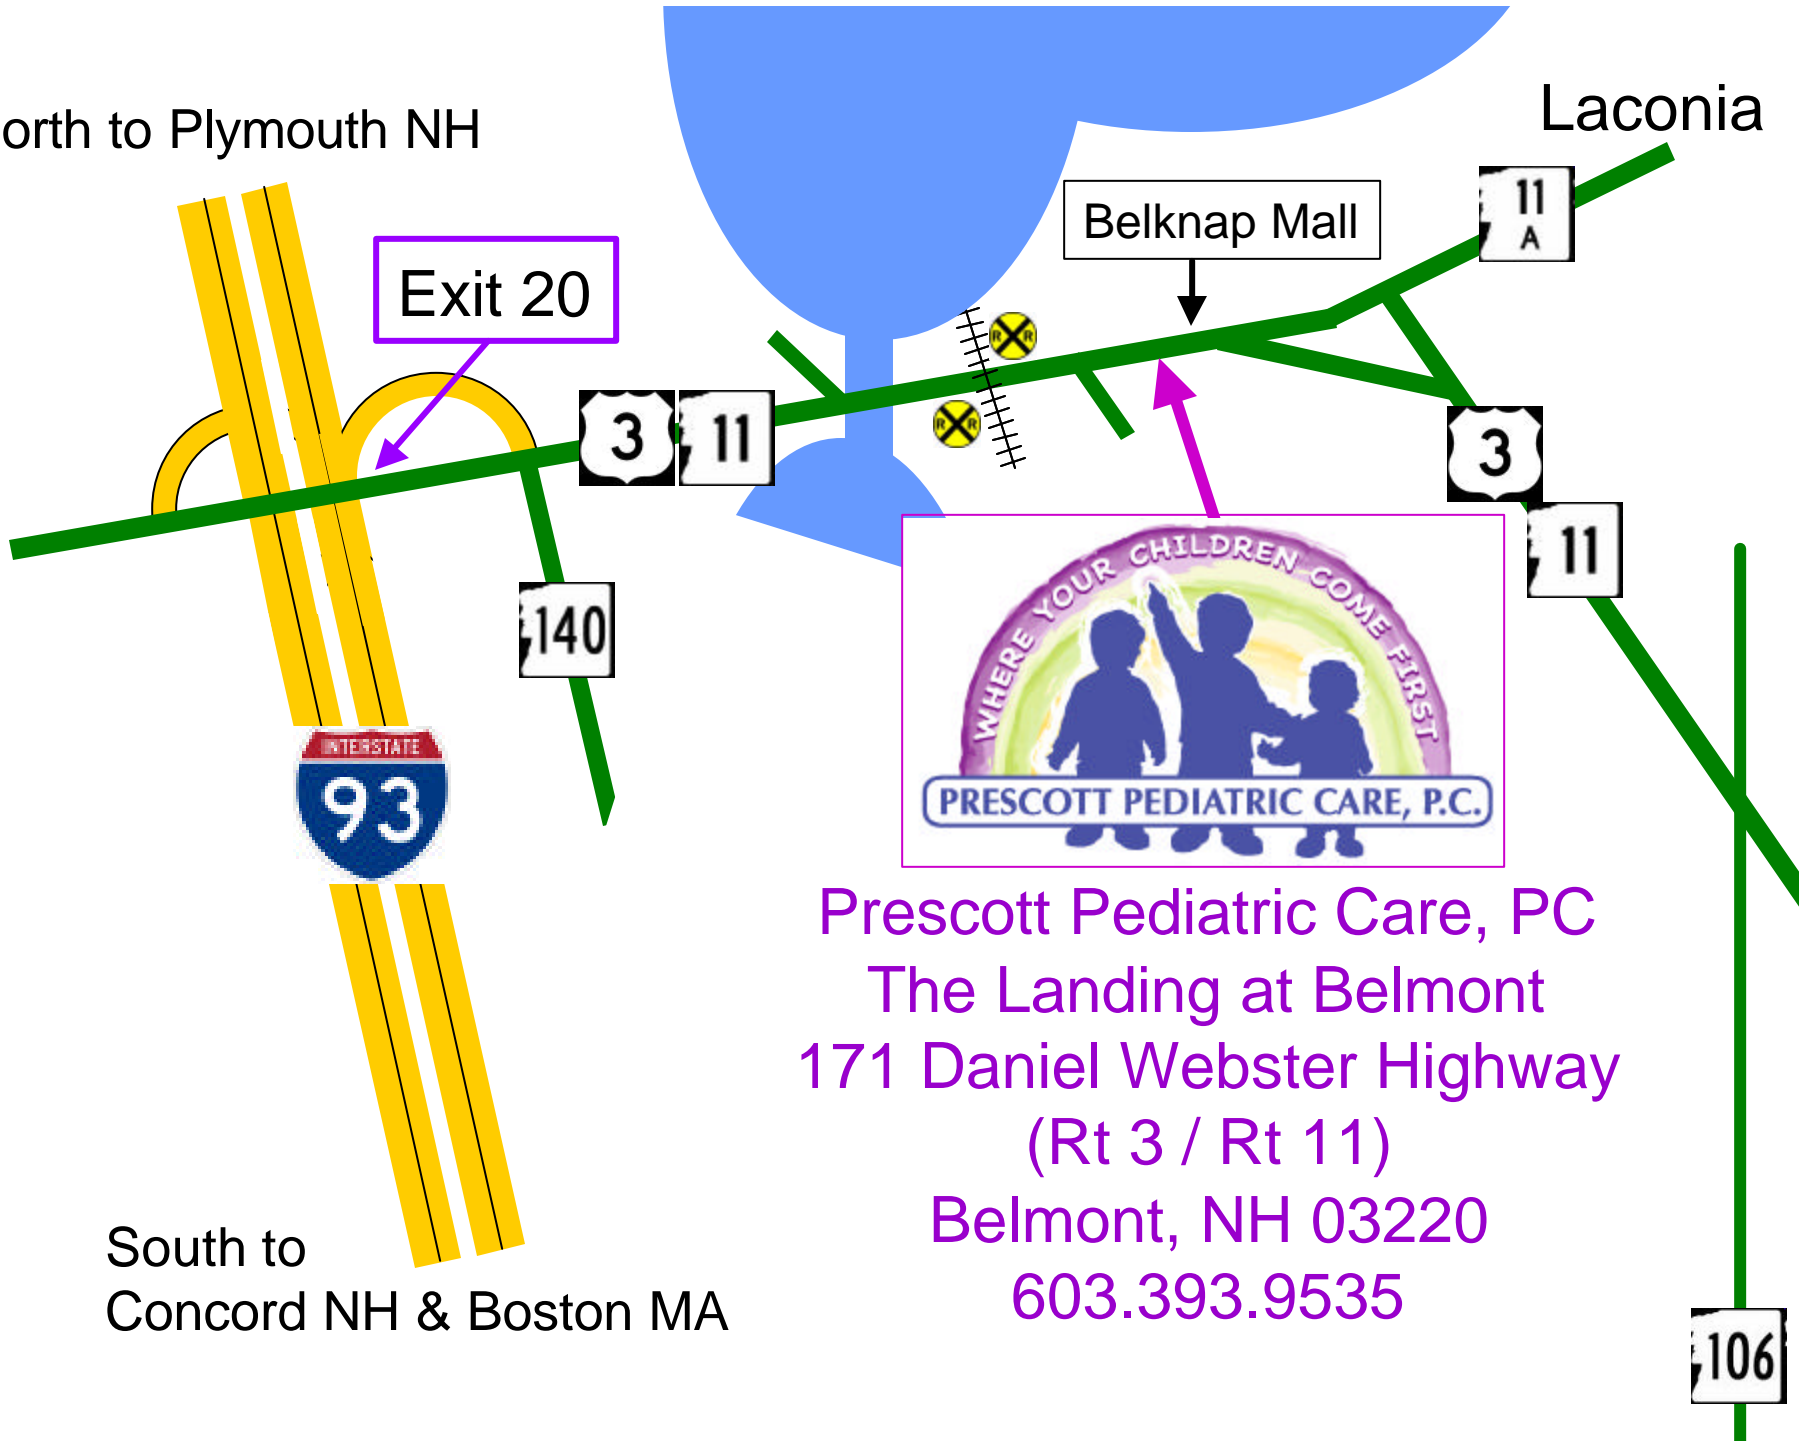 orth to Plymouth NH
Laconia
11
A
Belknap Mall
Exit 20
R R
3
11
R R
3
11
140
INTERSTATE
93
WHERE YOUR CHILDREN COME FIRST
PRESCOTT PEDIATRIC CARE, P.C.
Prescott Pediatric Care, PC
The Landing at Belmont
171 Daniel Webster Highway
(Rt 3 / Rt 11)
Belmont, NH 03220
603.393.9535
South to
Concord NH & Boston MA
106